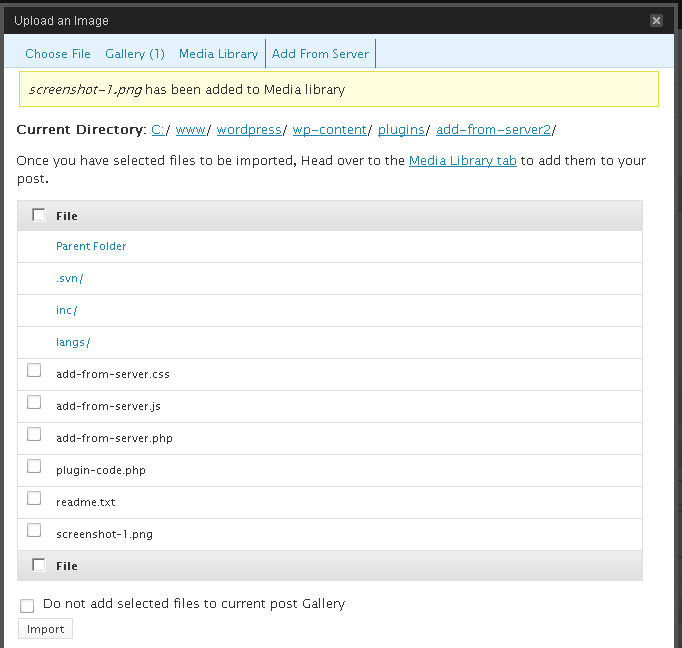 Upload an Image
Choose File Gallery (1) Media Library Add From Server
screenshot-1.png has been added to Media library
Current Directory: C:/ www/ wordpress/ wp-content/ plugins/ add-from-server2/
Once you have selected files to be imported, Head over to the Media Library tab to add them to your
post.
File
Parent Folder
.svn/
inc/
langs/
add-from-server.css
add-from-server.js
add-from-server.php
plugin-code.php
readme.txt
screenshot-1.png
File
Do not add selected files to current post Gallery
Import